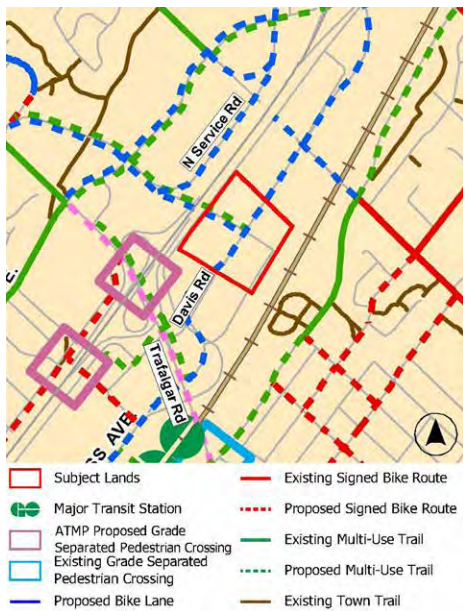 N Service Rd
Davis Rd
E.
Trafalgar Rd
SS AVE
Subject Lands
Major Transit Station
ATMP Proposed Grade
Separated Pedestrian Crossing
Existing Grade Separated
Pedestrian Crossing
Proposed Bike Lane
Existing Signed Bike Route
Proposed Signed Bike Route
Existing Multi-Use Trail
Proposed Multi-Use Trail
Existing Town Trail